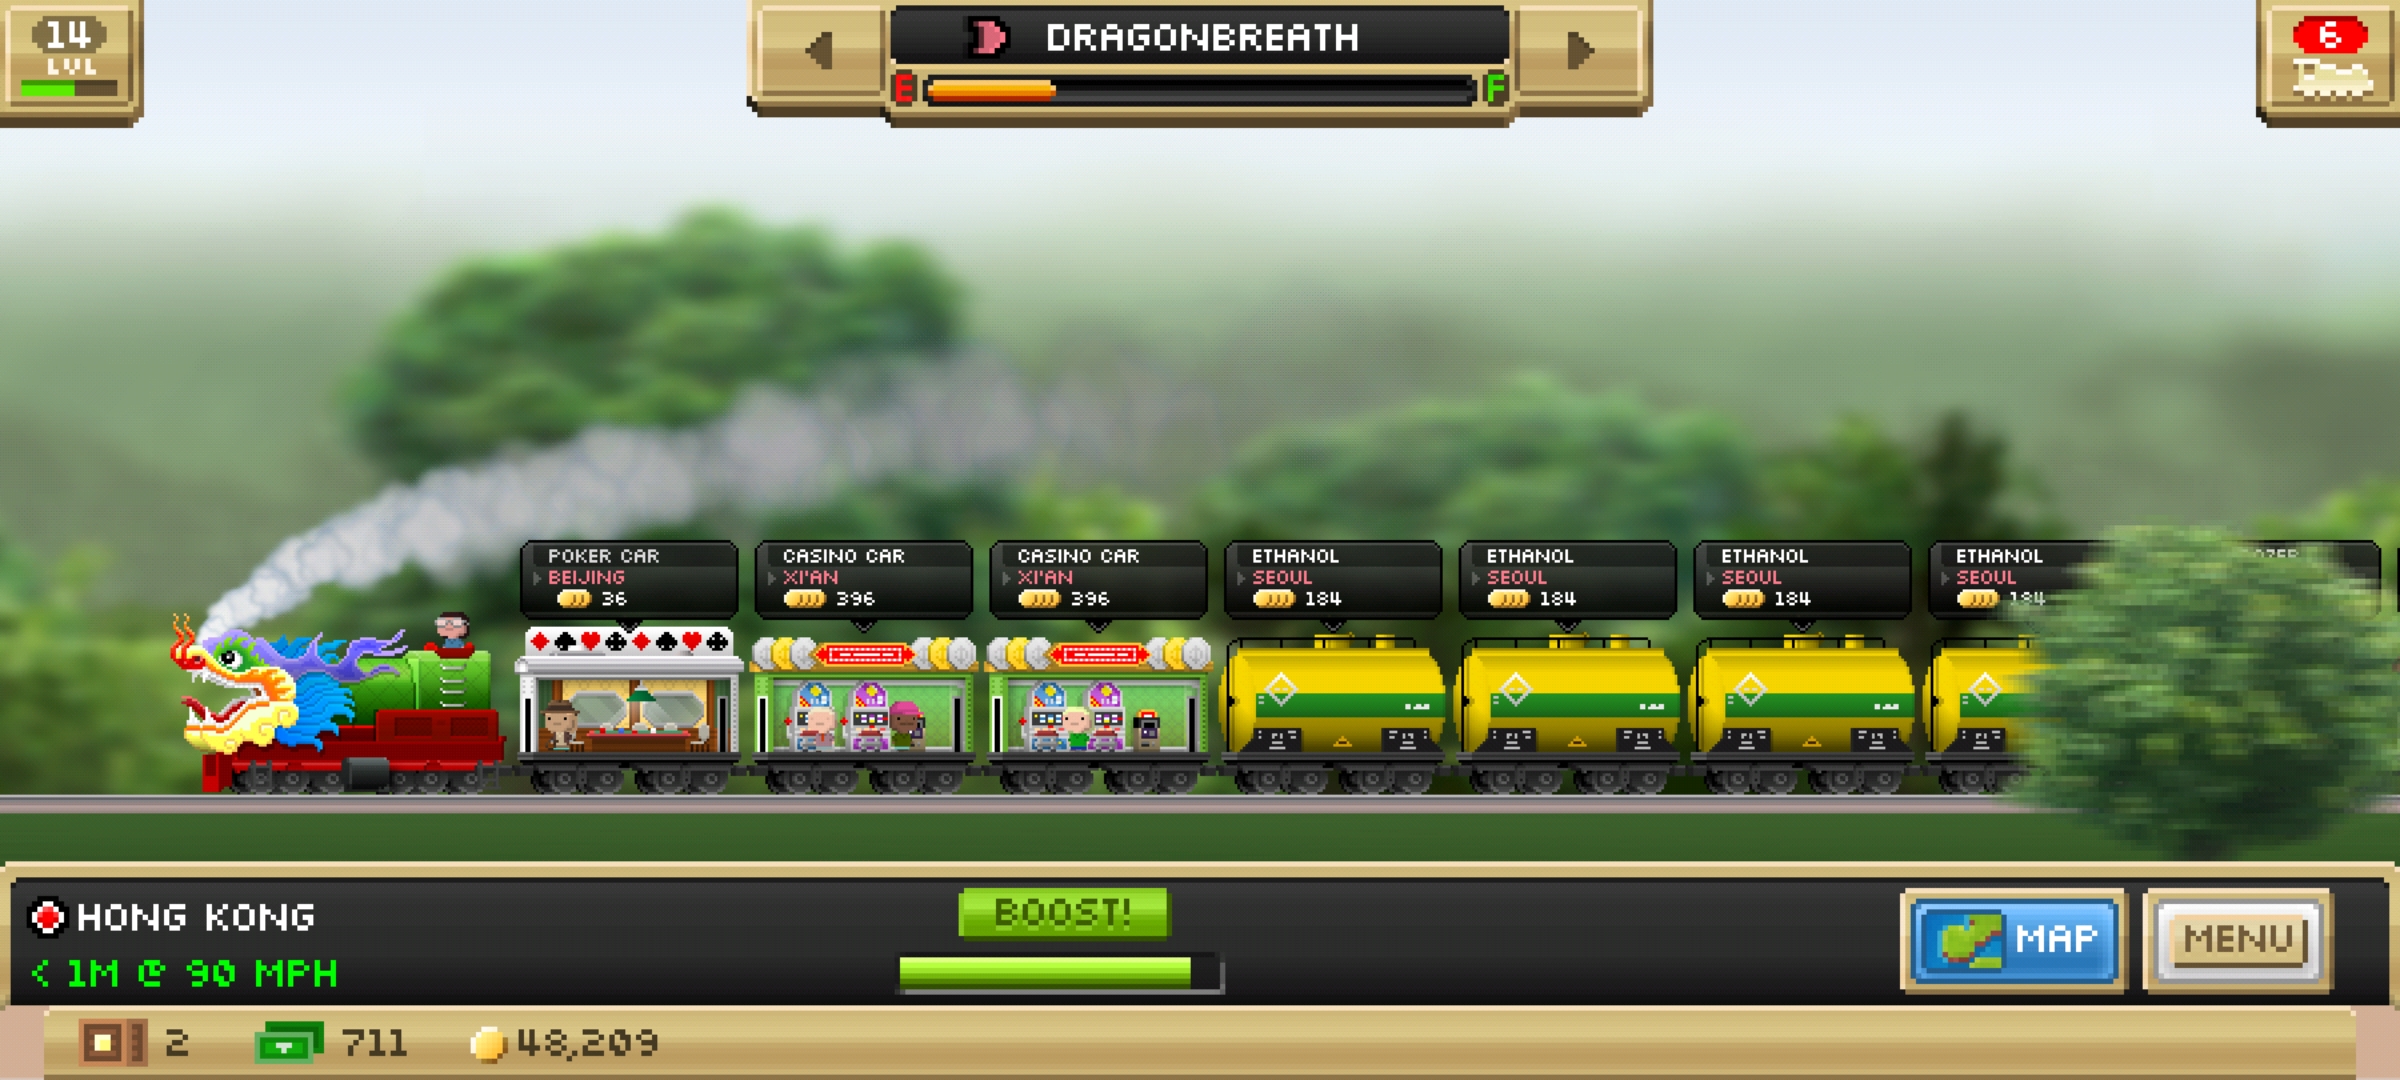 14
LVL
DRAGONBREATH
E F
6
POKER CAR
BEIJING
36
CASINO CAR
XI'AN
396
CASINO CAR
XI'AN
396
ETHANOL
SEOUL
184
ETHANOL
SEOUL
184
ETHANOL
SEOUL
184
ETHANOL
SEOUL
184
HONG KONG
< 1M @ 90 MPH
BOOST!
MAP
MENU
2
711
48,209